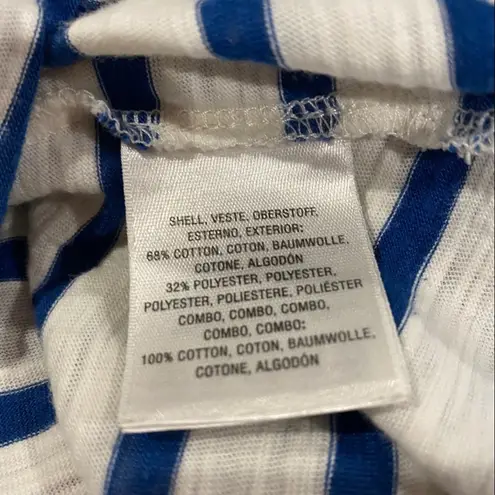 SHELL, VESTE, OBERSTOFF,
ESTERNO, EXTERIOR:
68% COTTON, COTON, BAUMWOLLE,
COTONE, ALGODÓN
32% POLYESTER, POLYESTER,
POLYESTER, POLIESTERE, POLIÉSTER
COMBO, COMBO, COMBO,
COMBO, COMBO:
100% COTTON, COTON, BAUMWOLLE,
COTONE, ALGODÓN